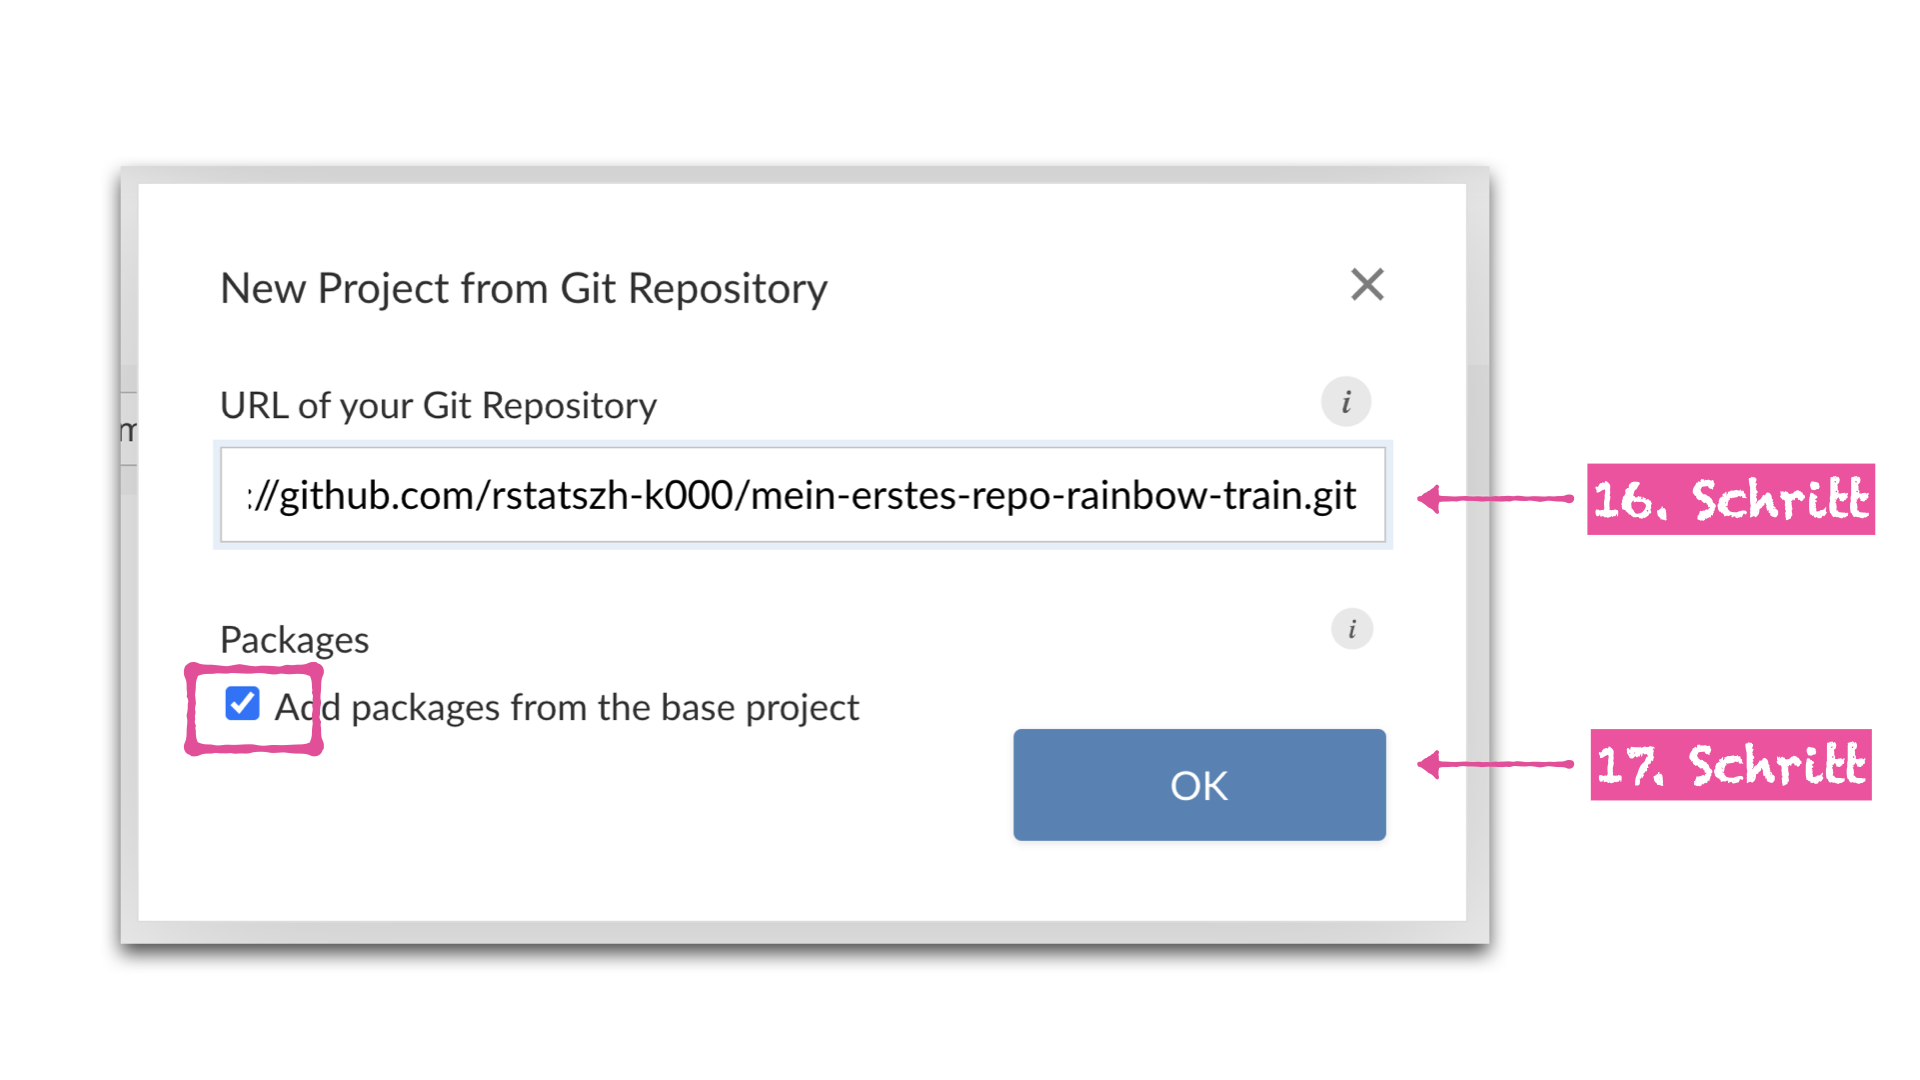 New Project from Git Repository
URL of your Git Repository
i
m
://github.com/rstatszh-k000/mein-erstes-repo-rainbow-train.git
16. Schritt
Packages
i
Add packages from the base project
OK
17. Schritt